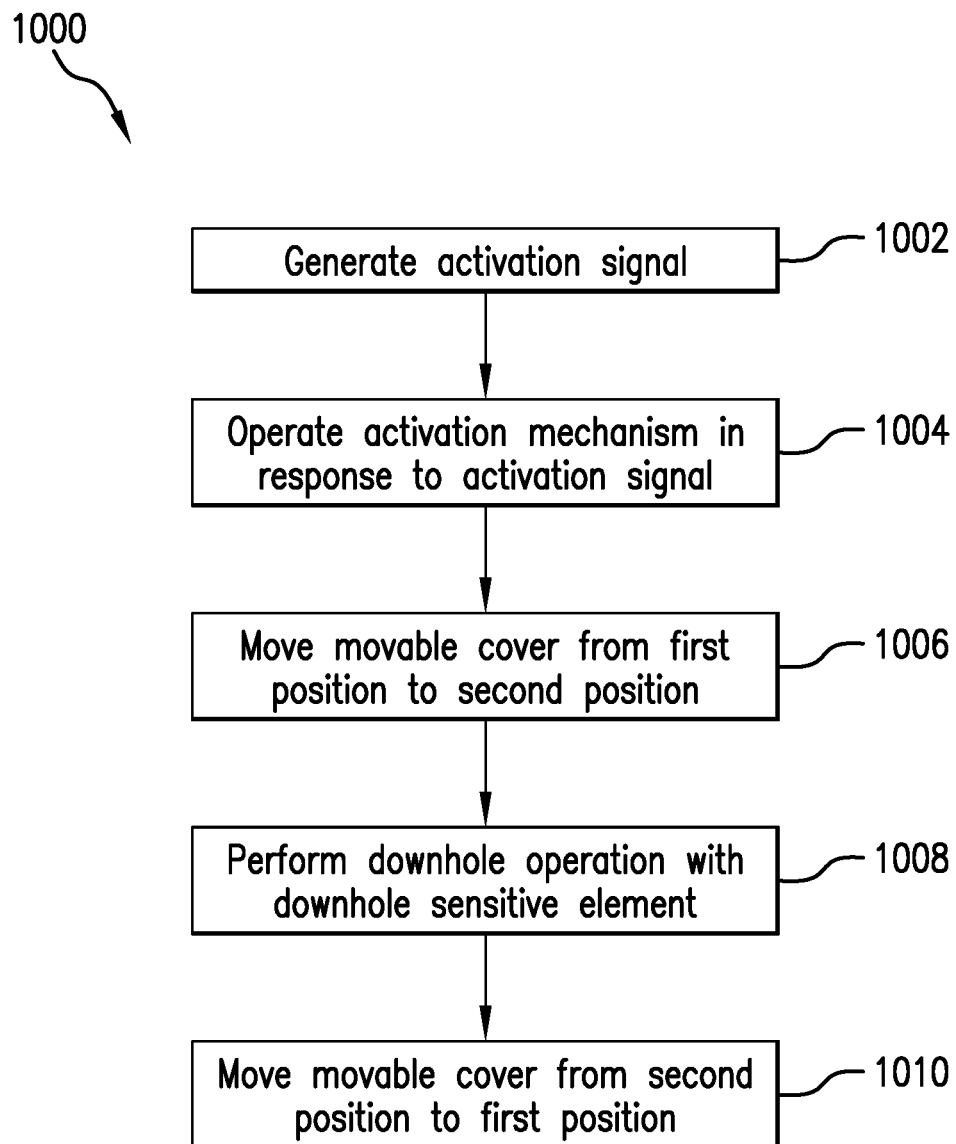 1000
Generate activation signal
1002
Operate activation mechanism in
response to activation signal
1004
Move movable cover from first
position to second position
1006
Perform downhole operation with
downhole sensitive element
1008
Move movable cover from second
position to first position
1010